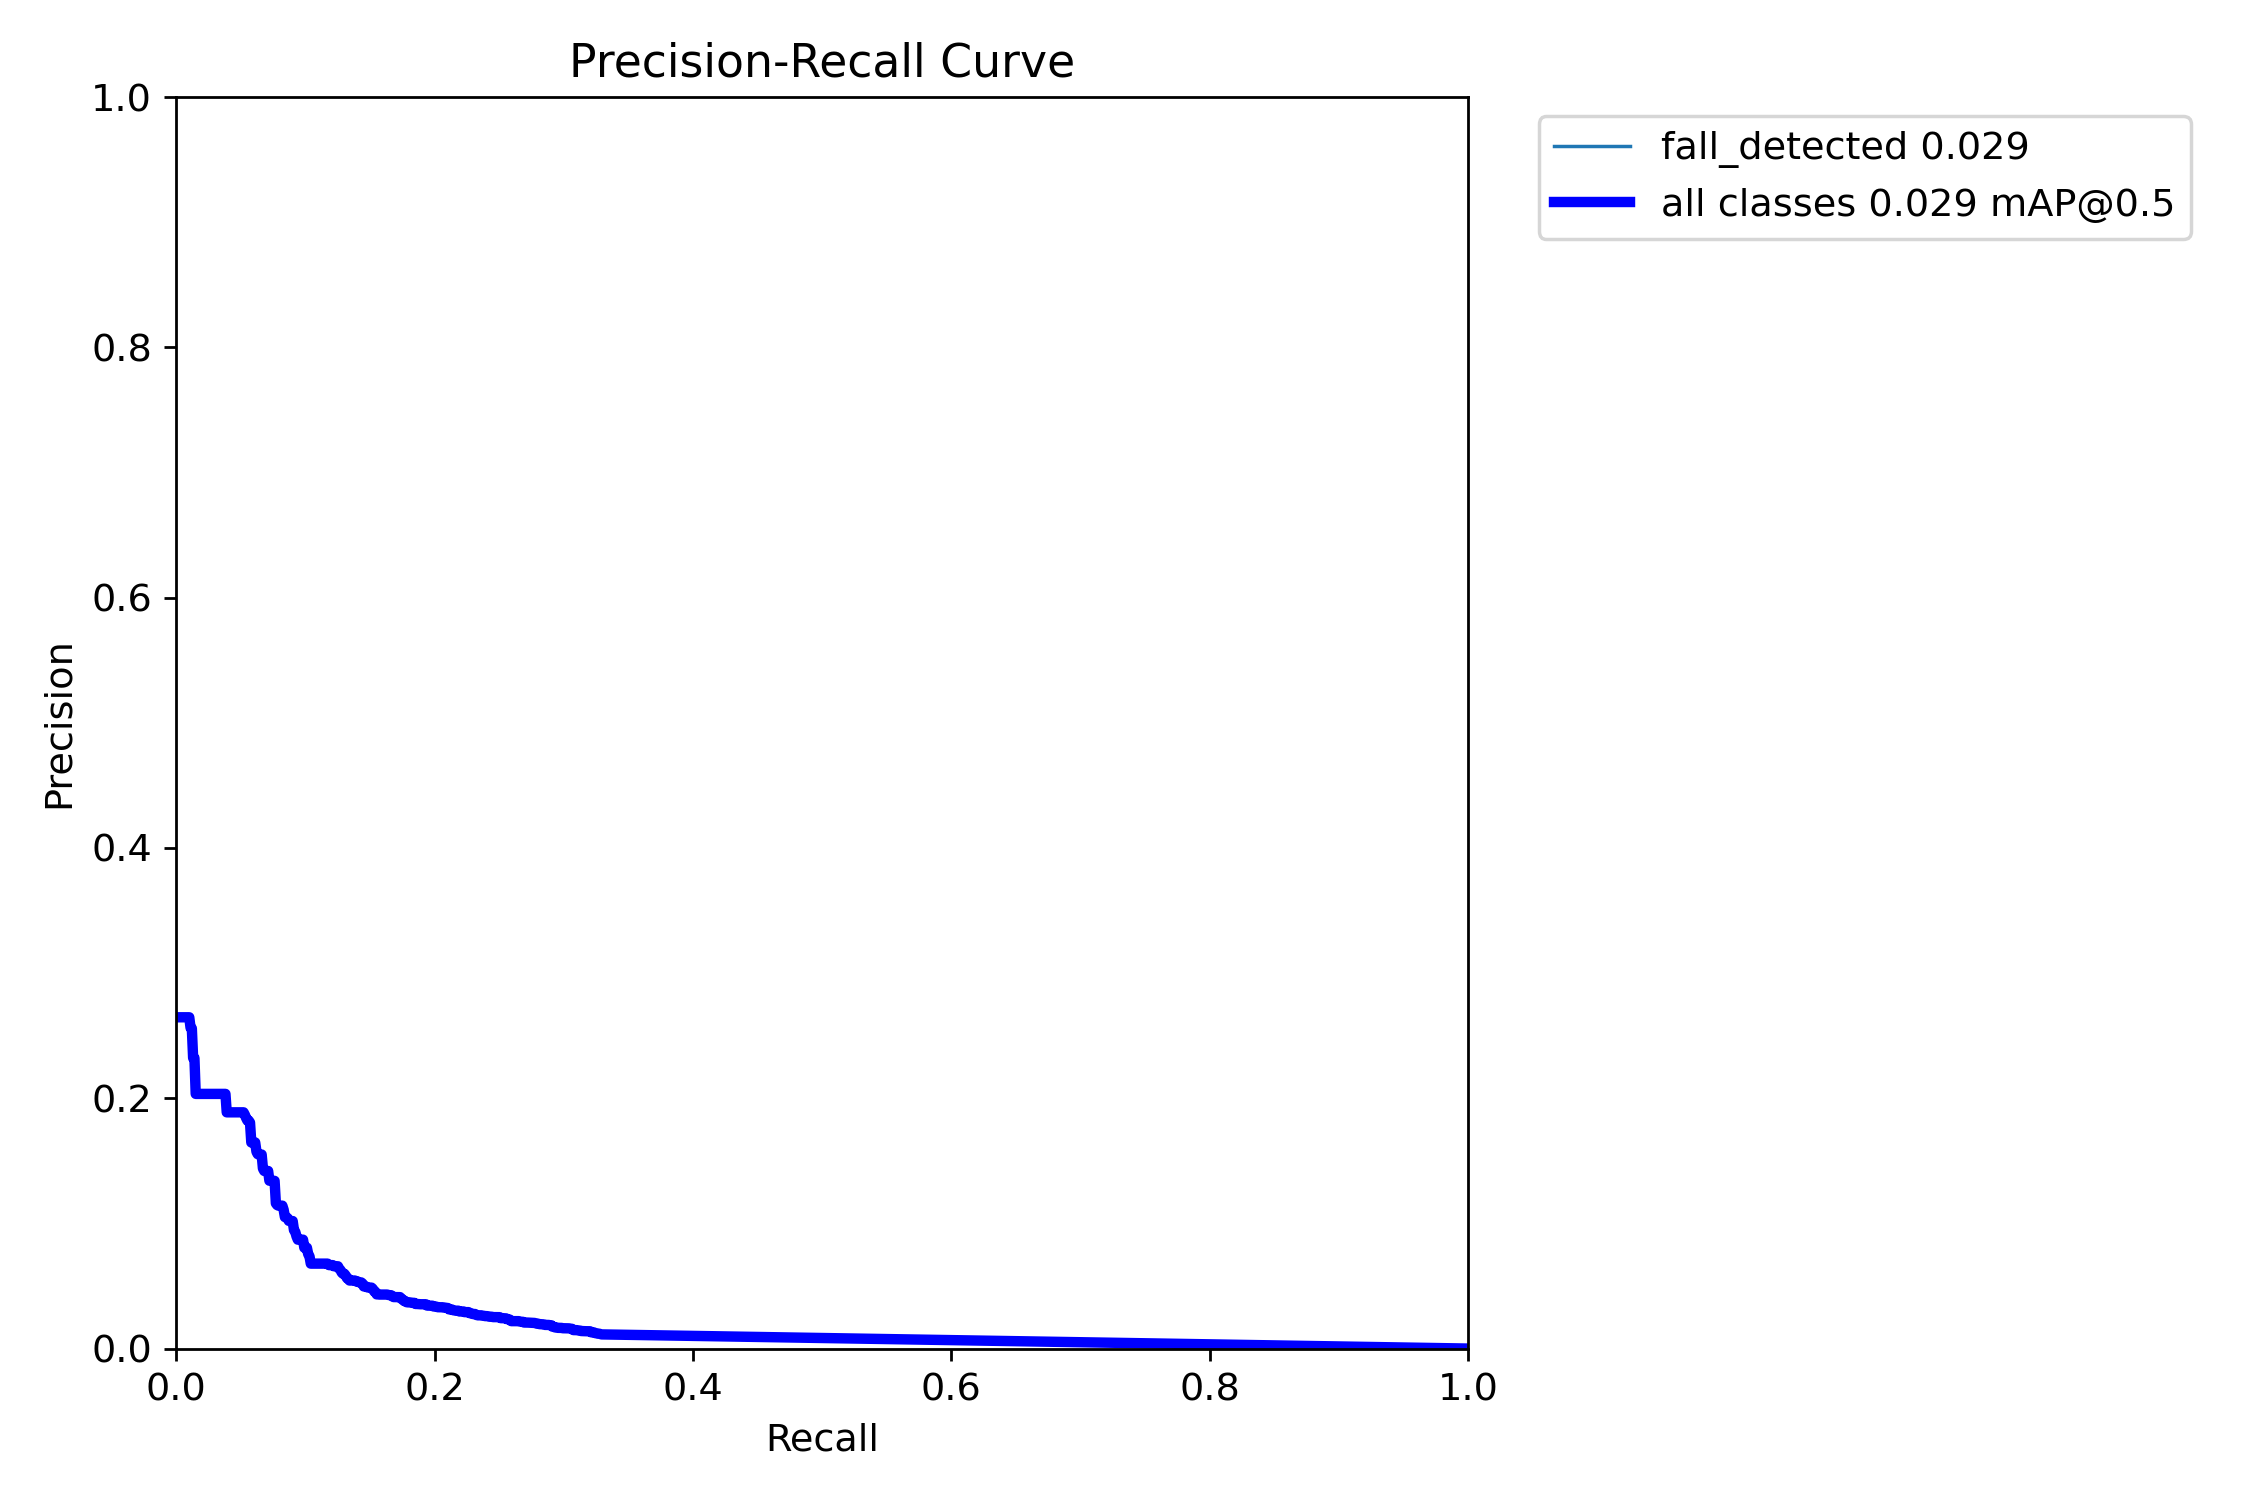 Precision-Recall Curve
1.0
0.8
0.6
0.4
0.2
0.0
Precision
0.0 0.2 0.4 0.6 0.8 1.0
Recall
fall_detected 0.029
all classes 0.029 mAP@0.5